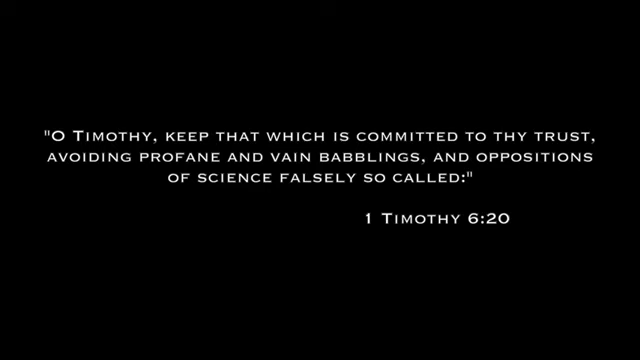 "O Timothy, keep that which is committed to thy trust,
avoiding profane and vain babblings, and oppositions
of science falsely so called:"
1 Timothy 6:20